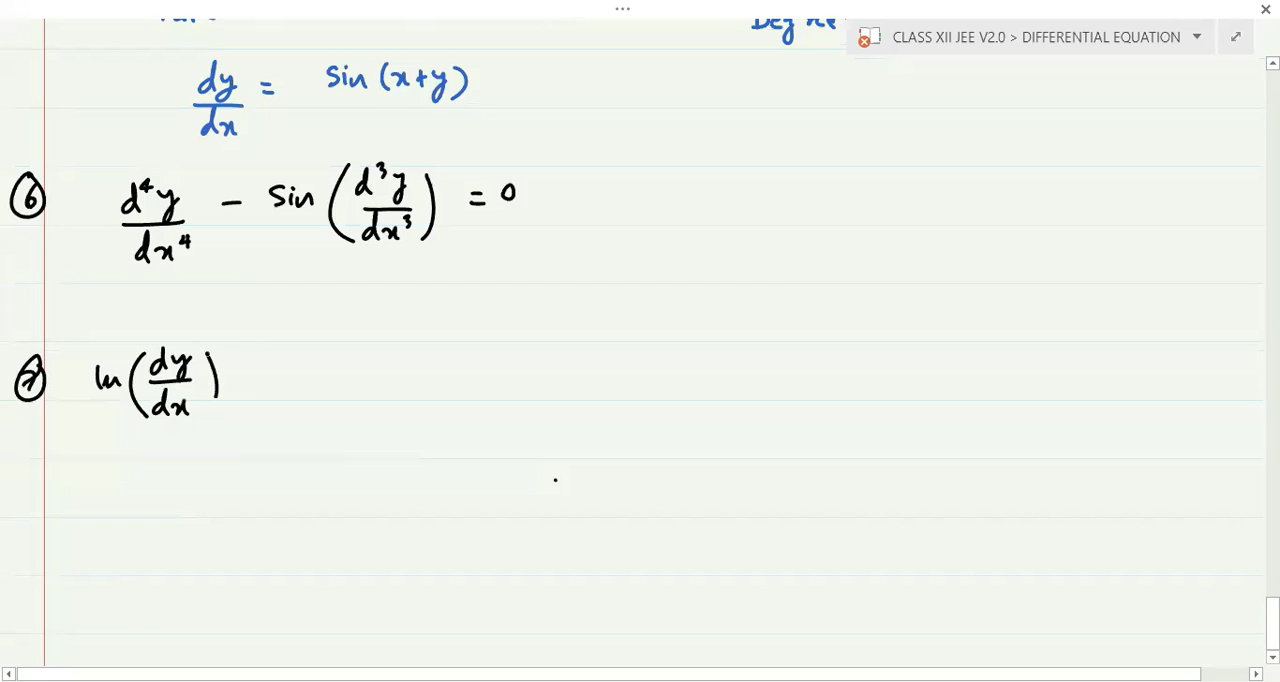 ...
CLASS XII JEE V2.0 > DIFFERENTIAL EQUATION
dy/dx = sin (x+y)
⑥ d⁴y/dx⁴ - sin (d³y/dx³) = 0
⑦ ln (dy/dx)